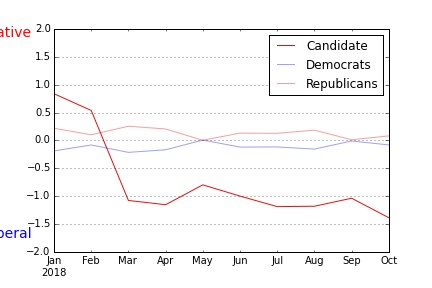 ative
2.0
1.5
1.0
0.5
0.0
−0.5
−1.0
−1.5
−2.0
beral
Candidate
Democrats
Republicans
Jan Feb Mar Apr May Jun Jul Aug Sep Oct
2018